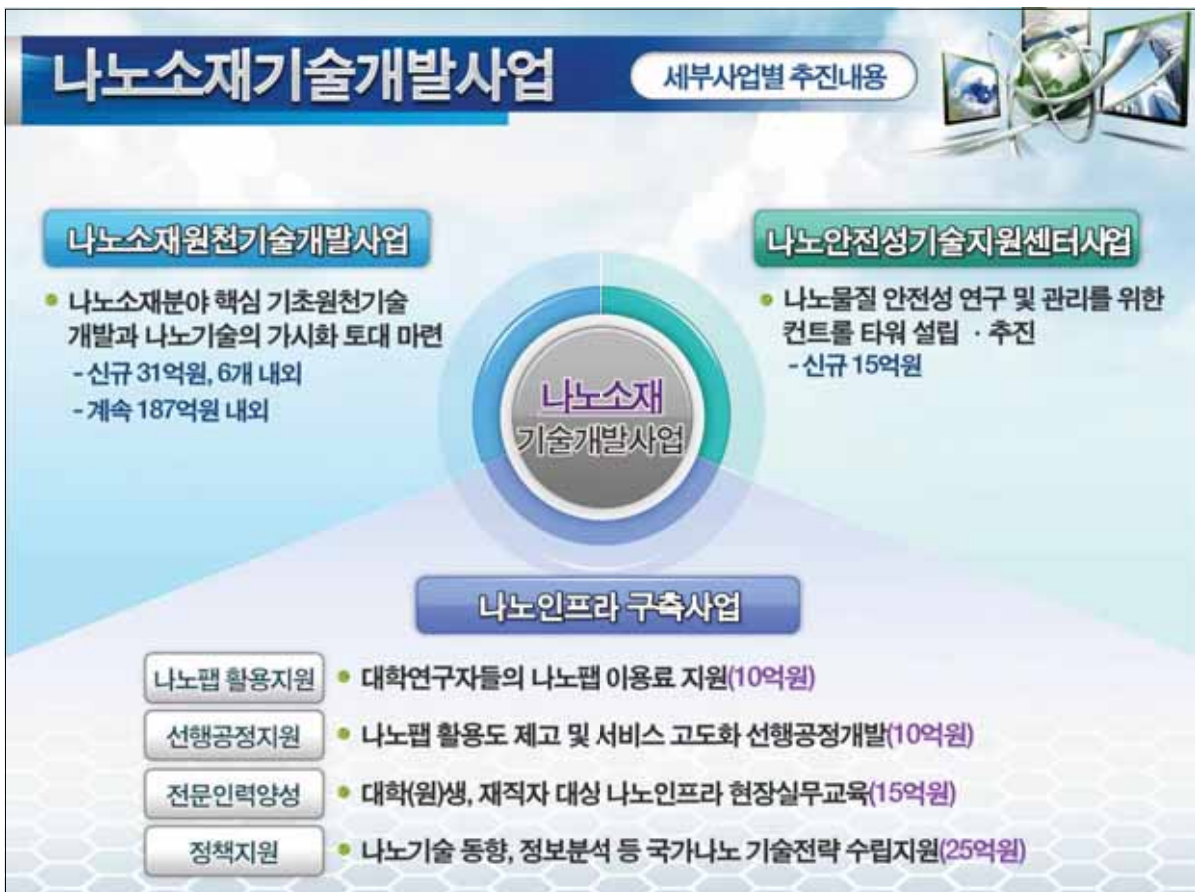 나노소재기술개발사업
세부사업별 추진내용
나노소재원천기술개발사업
• 나노소재분야 핵심 기초원천기술
개발과 나노기술의 가시화 토대 마련
- 신규 31억원, 6개 내외
- 계속 187억원 내외
나노안전성기술지원센터사업
• 나노물질 안전성 연구 및 관리를 위한
컨트롤 타워 설립 · 추진
- 신규 15억원
나노소재
기술개발사업
나노인프라 구축사업
나노팹 활용지원 • 대학연구자들의 나노팹 이용료 지원(10억원)
선행공정지원 • 나노팹 활용도 제고 및 서비스 고도화 선행공정개발(10억원)
전문인력양성 • 대학(원)생, 재직자 대상 나노인프라 현장실무교육(15억원)
정책지원 • 나노기술 동향, 정보분석 등 국가나노 기술전략 수립지원(25억원)